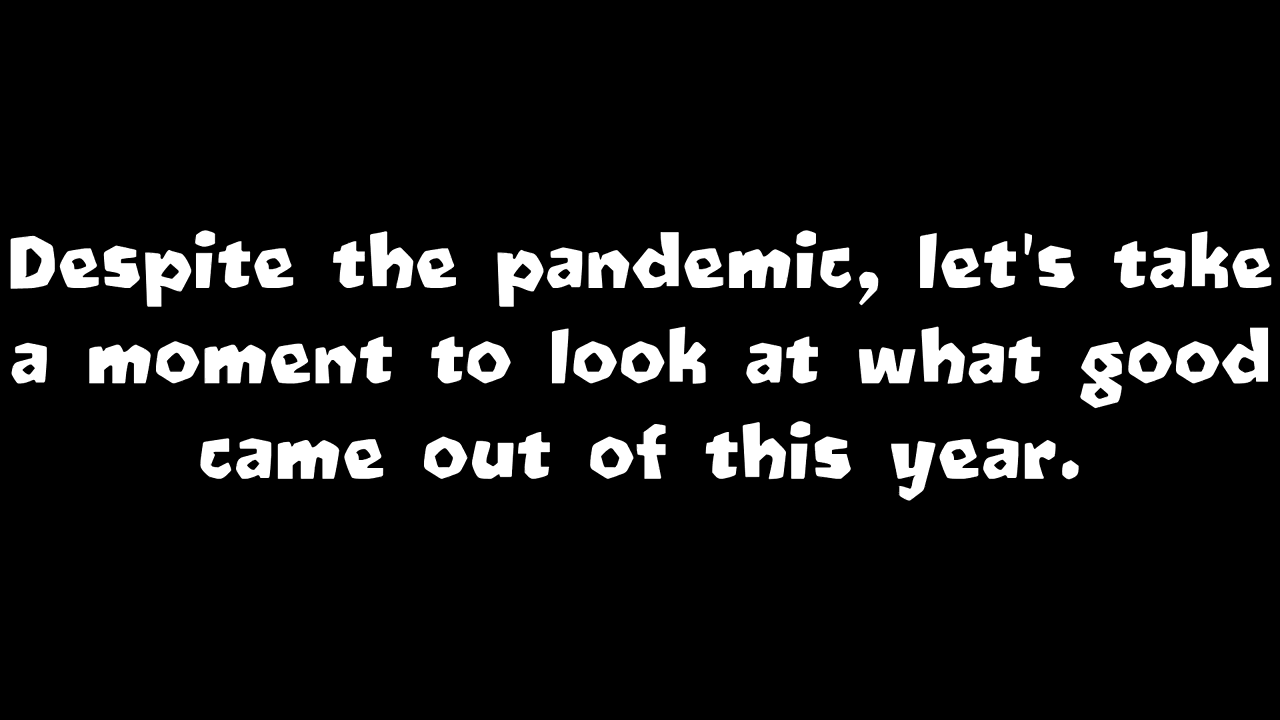 Despite the pandemic, let's take
a moment to look at what good
came out of this year.